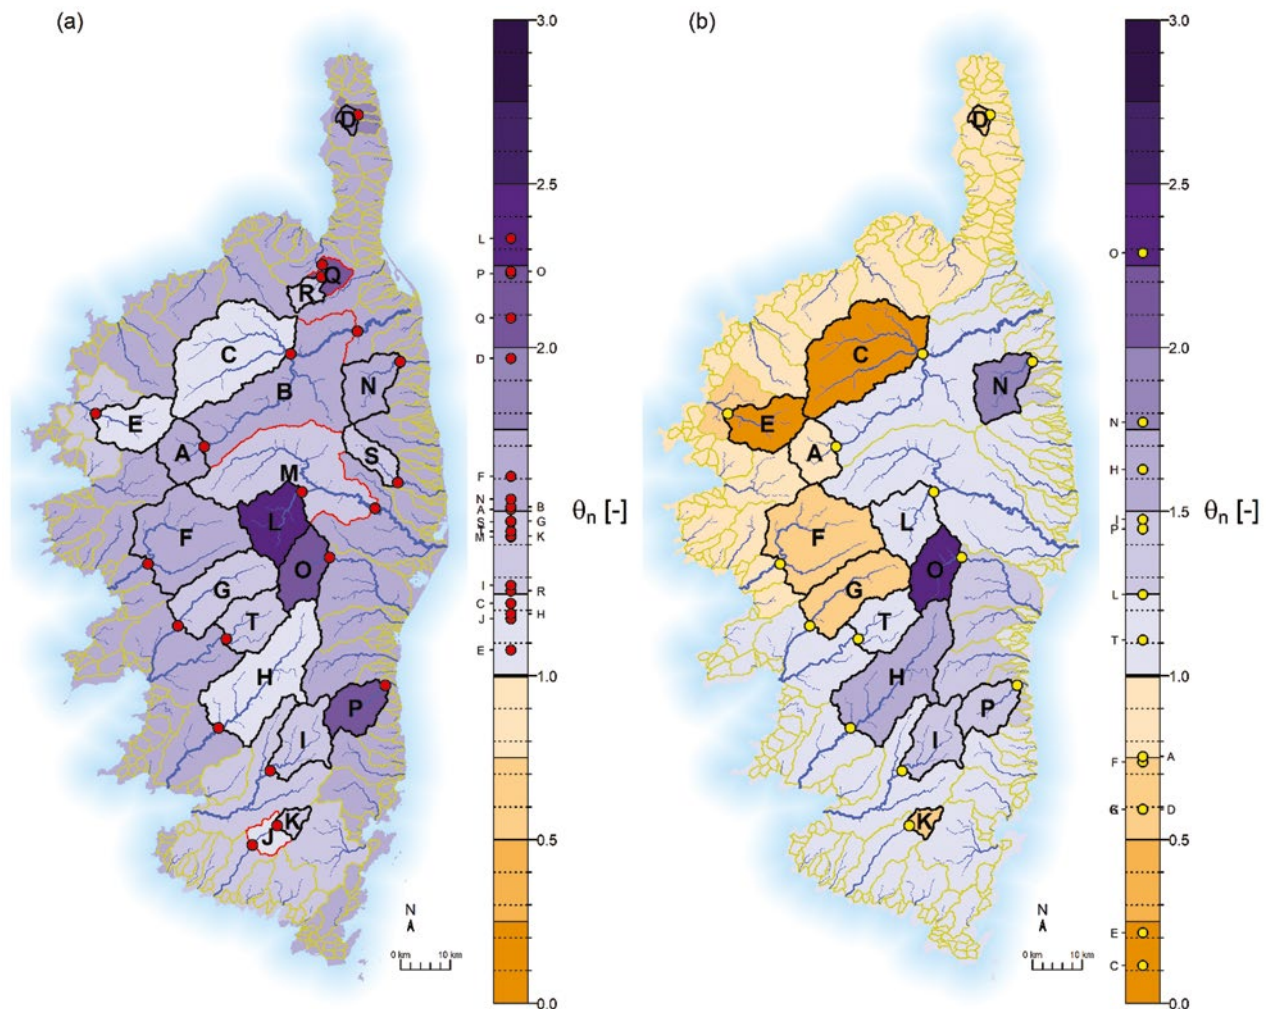 (a)
D
Q
R
C
B
N
E
A
S
M
L
F
O
G
T
H
P
I
K
J
N
0 km 10 km
3.0
2.5
L
P O
Q
2.0
D
F
N
A B
S G
T
M K
1.5
θn [-]
I
R
C
H
J
E
1.0
0.5
0.0
(b)
D
C
N
E
A
L
F
O
G
T
H
P
I
K
N
0 km 10 km
3.0
2.5
O
2.0
N
H
1.5
θn [-]
I
P
L
T
1.0
A
F
D
0.5
E
C
0.0